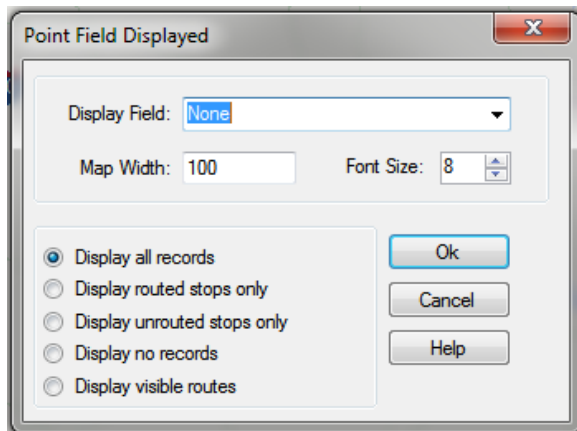 Point Field Displayed
Display Field: None
Map Width: 100 Font Size: 8
Display all records
Display routed stops only
Display unrouted stops only
Display no records
Display visible routes
Ok
Cancel
Help